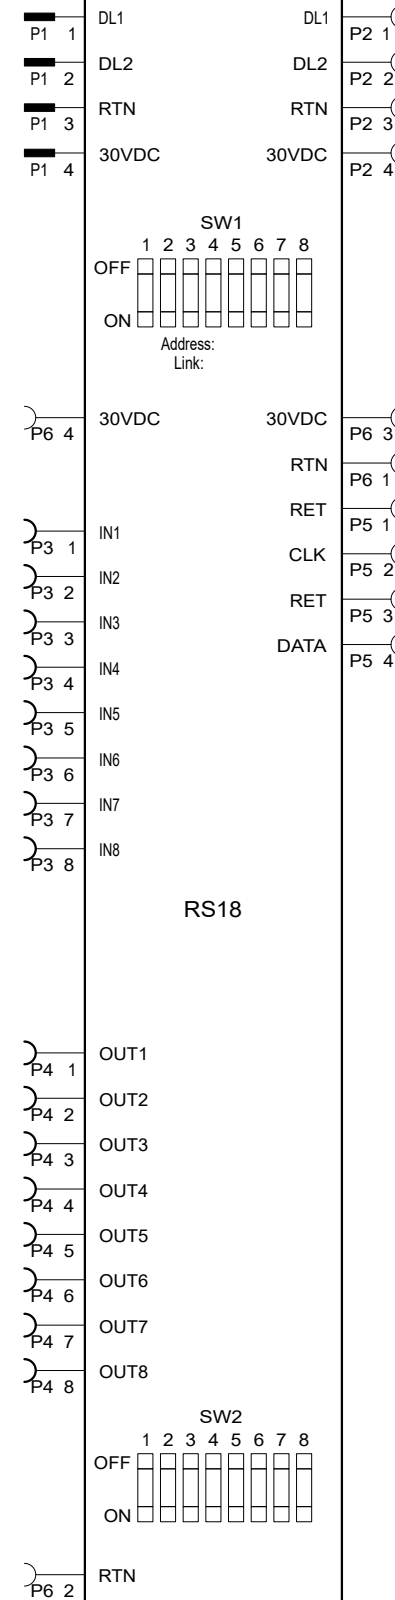 DL1 DL1
P1 1 P2 1
DL2 DL2
P1 2 P2 2
RTN RTN
P1 3 P2 3
30VDC 30VDC
P1 4 P2 4
SW1
1 2 3 4 5 6 7 8
OFF
ON
Address:
Link:
30VDC 30VDC
P6 4 P6 3
RTN
P6 1
RET
P5 1
IN1
P3 1
CLK
P5 2
IN2
P3 2
RET
P5 3
IN3
P3 3
DATA
P5 4
IN4
P3 4
IN5
P3 5
IN6
P3 6
IN7
P3 7
IN8
P3 8
RS18
OUT1
P4 1
OUT2
P4 2
OUT3
P4 3
OUT4
P4 4
OUT5
P4 5
OUT6
P4 6
OUT7
P4 7
OUT8
P4 8
SW2
1 2 3 4 5 6 7 8
OFF
ON
RTN
P6 2